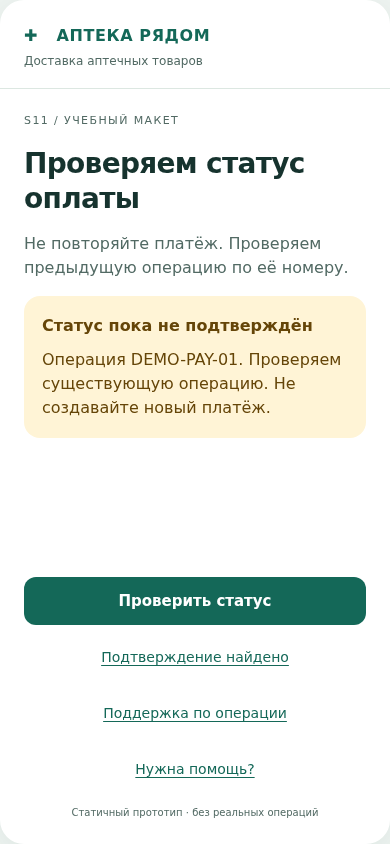 ✚ АПТЕКА РЯДОМ
Доставка аптечных товаров
S11 / УЧЕБНЫЙ МАКЕТ
Проверяем статус
оплаты
Не повторяйте платёж. Проверяем
предыдущую операцию по её номеру.
Статус пока не подтверждён
Операция DEMO-PAY-01. Проверяем
существующую операцию. Не
создавайте новый платёж.
Проверить статус
Подтверждение найдено
Поддержка по операции
Нужна помощь?
Статичный прототип · без реальных операций